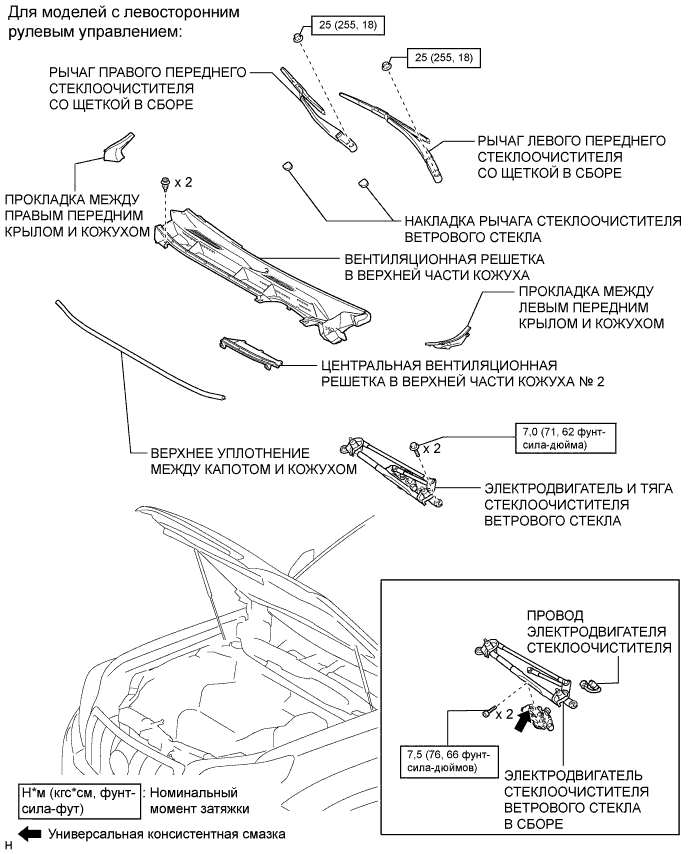 Для моделей с левосторонним
рулевым управлением:
25 (255, 18)
25 (255, 18)
РЫЧАГ ПРАВОГО ПЕРЕДНЕГО
СТЕКЛООЧИСТИТЕЛЯ
СО ЩЕТКОЙ В СБОРЕ
РЫЧАГ ЛЕВОГО ПЕРЕДНЕГО
СТЕКЛООЧИСТИТЕЛЯ
СО ЩЕТКОЙ В СБОРЕ
x 2
ПРОКЛАДКА МЕЖДУ
ПРАВЫМ ПЕРЕДНИМ
КРЫЛОМ И КОЖУХОМ
НАКЛАДКА РЫЧАГА СТЕКЛООЧИСТИТЕЛЯ
ВЕТРОВОГО СТЕКЛА
ВЕНТИЛЯЦИОННАЯ РЕШЕТКА
В ВЕРХНЕЙ ЧАСТИ КОЖУХА
ПРОКЛАДКА МЕЖДУ
ЛЕВЫМ ПЕРЕДНИМ
КРЫЛОМ И КОЖУХОМ
ЦЕНТРАЛЬНАЯ ВЕНТИЛЯЦИОННАЯ
РЕШЕТКА В ВЕРХНЕЙ ЧАСТИ КОЖУХА № 2
7,0 (71, 62 фунт-
сила-дюйма)
x 2
ВЕРХНЕЕ УПЛОТНЕНИЕ
МЕЖДУ КАПОТОМ И КОЖУХОМ
ЭЛЕКТРОДВИГАТЕЛЬ И ТЯГА
СТЕКЛООЧИСТИТЕЛЯ
ВЕТРОВОГО СТЕКЛА
ПРОВОД
ЭЛЕКТРОДВИГАТЕЛЯ
СТЕКЛООЧИСТИТЕЛЯ
x 2
7,5 (76, 66 фунт-
сила-дюймов)
ЭЛЕКТРОДВИГАТЕЛЬ
СТЕКЛООЧИСТИТЕЛЯ
ВЕТРОВОГО СТЕКЛА
В СБОРЕ
Н*м (кгс*см, фунт-
сила-фут)
: Номинальный
момент затяжки
Универсальная консистентная смазка
H